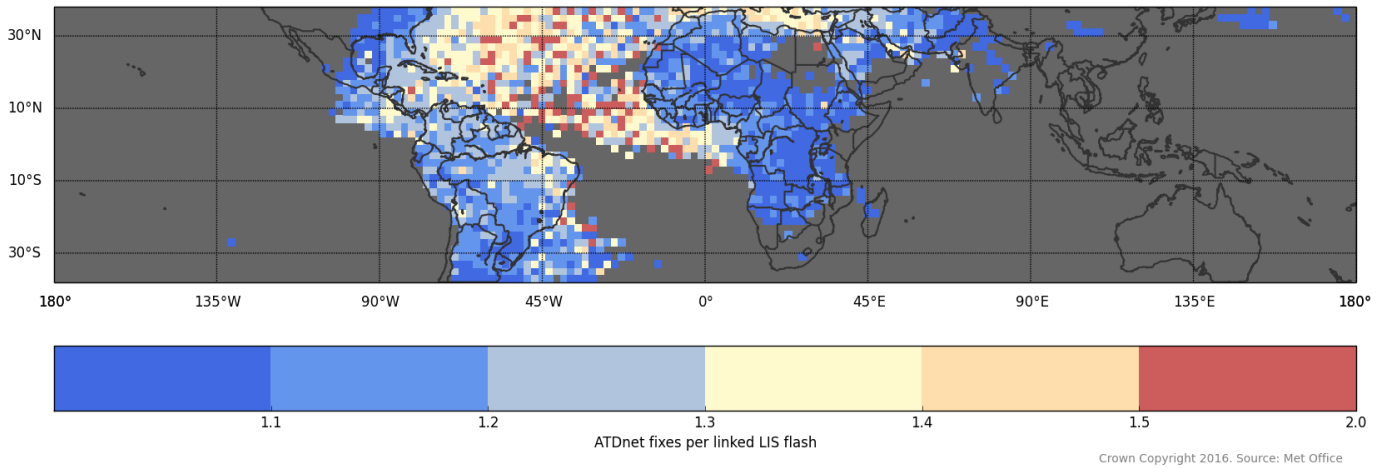 30°N
10°N
10°S
30°S
180° 135°W 90°W 45°W 0° 45°E 90°E 135°E 180°
1.1 1.2 1.3 1.4 1.5 2.0
ATDnet fixes per linked LIS flash
Crown Copyright 2016. Source: Met Office